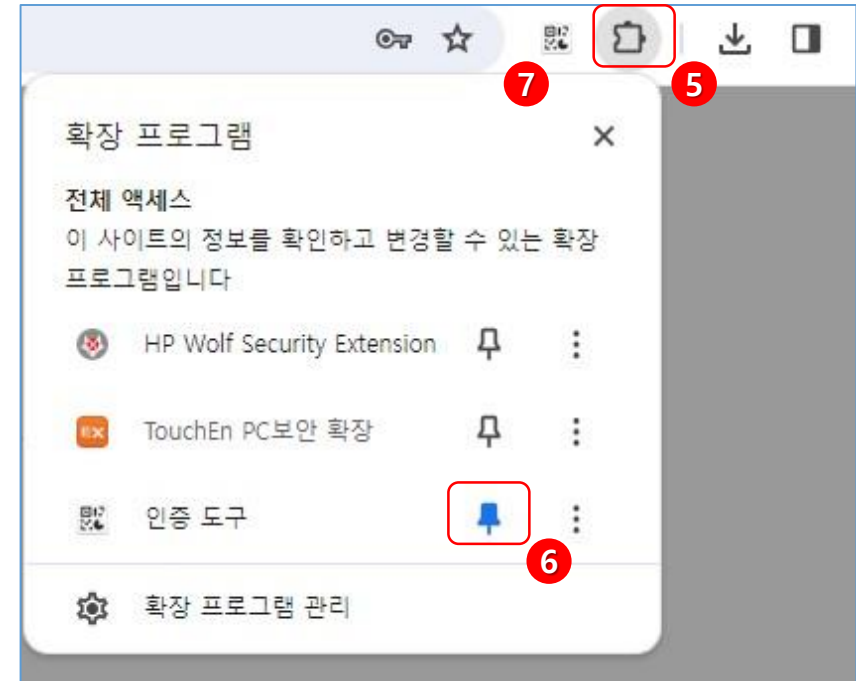 7
5
확장 프로그램
전체 액세스
이 사이트의 정보를 확인하고 변경할 수 있는 확장
프로그램입니다
HP Wolf Security Extension
TouchEn PC보안 확장
인증 도구
6
확장 프로그램 관리